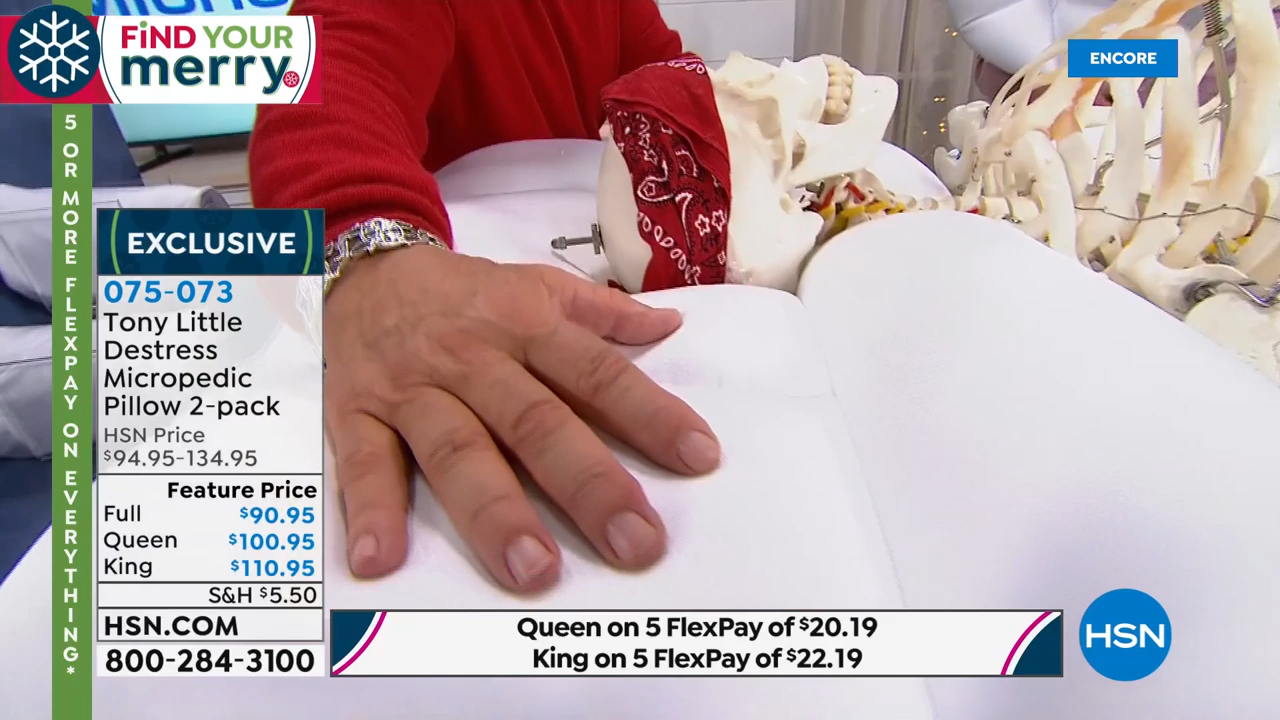 FiND YOUR
merry.
ENCORE
5 OR MORE FLEXPAY ON EVERYTHING*
EXCLUSIVE
075-073
Tony Little
Destress
Micropedic
Pillow 2-pack
HSN Price
$94.95-134.95
Feature Price
Full $90.95
Queen $100.95
King $110.95
S&H $5.50
HSN.COM
800-284-3100
Queen on 5 FlexPay of $20.19
King on 5 FlexPay of $22.19
HSN